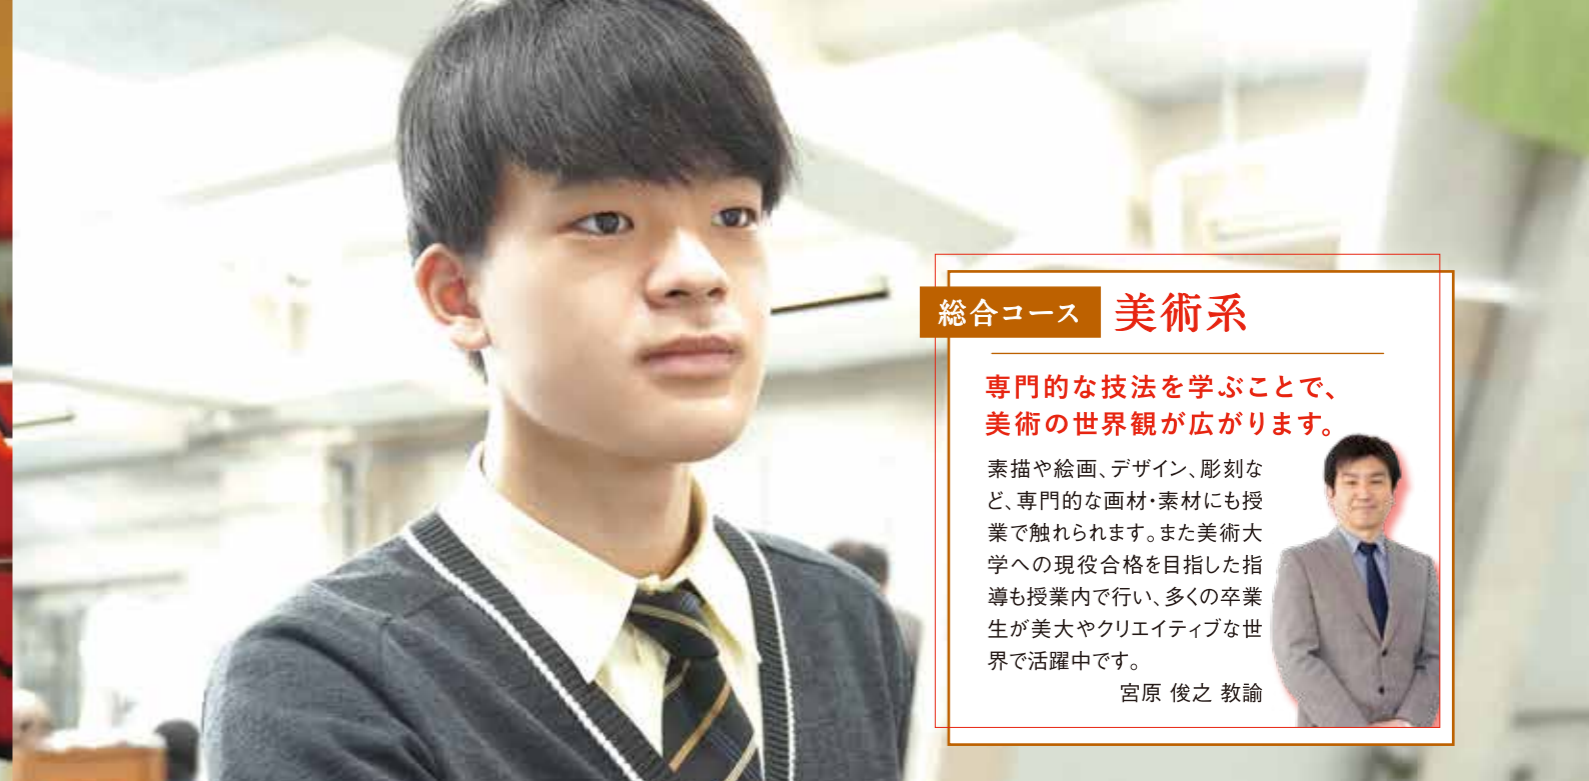 総合コース 美術系
専門的な技法を学ぶことで、
美術の世界観が広がります。
素描や絵画、デザイン、彫刻な
ど、専門的な画材・素材にも授
業で触れられます。また美術大
学への現役合格を目指した指
導も授業内で行い、多くの卒業
生が美大やクリエイティブな世
界で活躍中です。
宮原 俊之 教諭